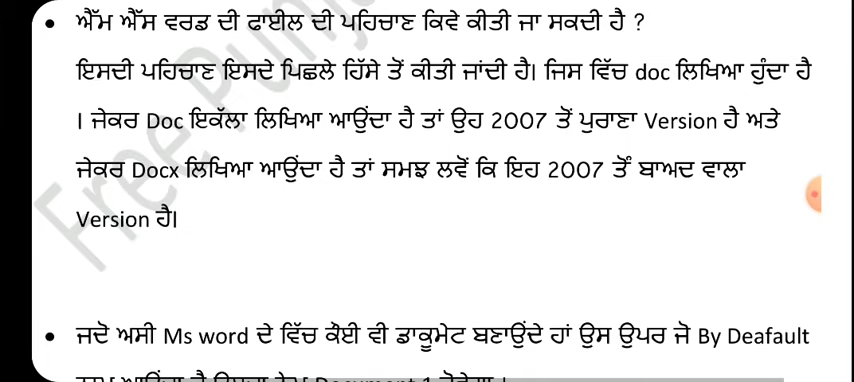 • ਐੱਮ ਐੱਸ ਵਰਡ ਦੀ ਫਾਈਲ ਦੀ ਪਹਿਚਾਣ ਕਿਵੇ ਕੀਤੀ ਜਾ ਸਕਦੀ ਹੈ ?
ਇਸਦੀ ਪਹਿਚਾਣ ਇਸਦੇ ਪਿਛਲੇ ਹਿੱਸੇ ਤੋਂ ਕੀਤੀ ਜਾਂਦੀ ਹੈ। ਜਿਸ ਵਿੱਚ doc ਲਿਖਿਆ ਹੁੰਦਾ ਹੈ
। ਜੇਕਰ Doc ਇਕੱਲਾ ਲਿਖਿਆ ਆਉਂਦਾ ਹੈ ਤਾਂ ਉਹ 2007 ਤੋਂ ਪੁਰਾਣਾ Version ਹੈ ਅਤੇ
ਜੇਕਰ Docx ਲਿਖਿਆ ਆਉਂਦਾ ਹੈ ਤਾਂ ਸਮਝ ਲਵੋਂ ਕਿ ਇਹ 2007 ਤੋਂ ਬਾਅਦ ਵਾਲਾ
Version ਹੈ।
• ਜਦੋ ਅਸੀ Ms word ਦੇ ਵਿੱਚ ਕੋਈ ਵੀ ਡਾਕੂਮੇਟ ਬਣਾਉਂਦੇ ਹਾਂ ਉਸ ਉਪਰ ਜੋ By Deafault
Free